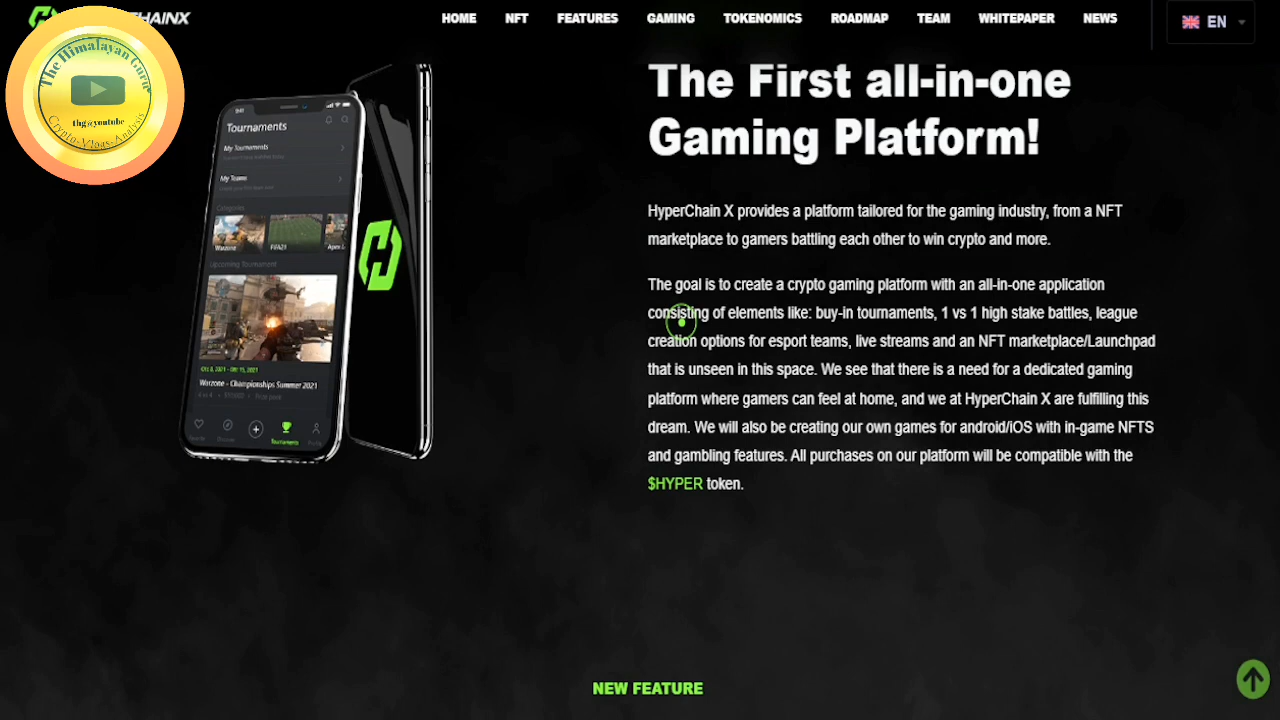 HOME NFT FEATURES GAMING TOKENOMICS ROADMAP TEAM WHITEPAPER NEWS
EN
The Himalayan Guru
thg@youtube
Crypto-Vlogs-Analysis
The First all-in-one
Gaming Platform!
HyperChain X provides a platform tailored for the gaming industry, from a NFT
marketplace to gamers battling each other to win crypto and more.
The goal is to create a crypto gaming platform with an all-in-one application
consisting of elements like: buy-in tournaments, 1 vs 1 high stake battles, league
creation options for esport teams, live streams and an NFT marketplace/Launchpad
that is unseen in this space. We see that there is a need for a dedicated gaming
platform where gamers can feel at home, and we at HyperChain X are fulfilling this
dream. We will also be creating our own games for android/iOS with in-game NFTS
and gambling features. All purchases on our platform will be compatible with the
$HYPER token.
9:41
Tournaments
My Tournaments
My Teams
Categories
Warzone FIFA21 Apex L
Upcoming Tournament
Warzone - Championships Summer 2021
Tournaments
NEW FEATURE